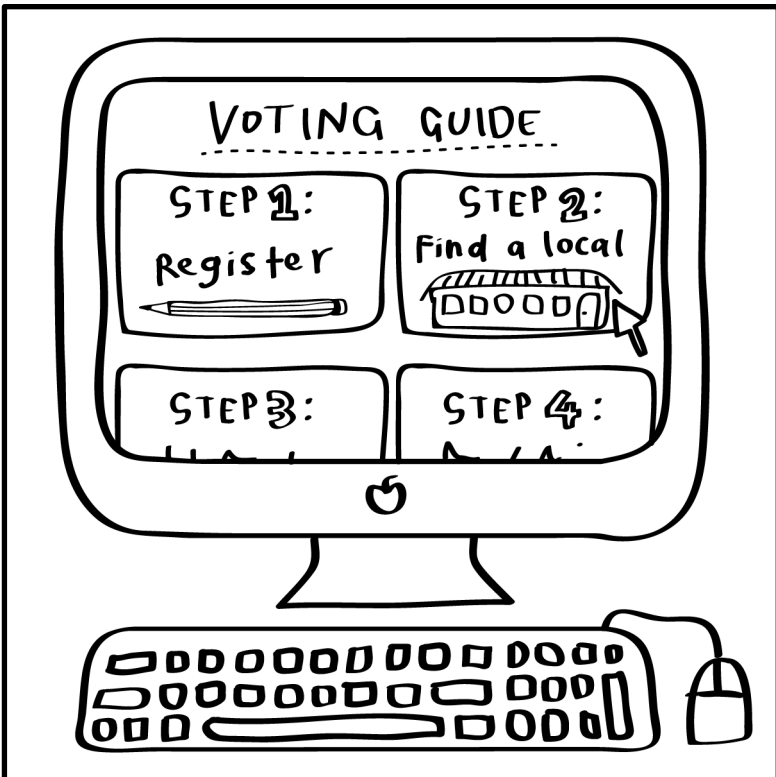 VOTING GUIDE
STEP 1:
Register
STEP 2:
Find a local
STEP 3:
STEP 4: